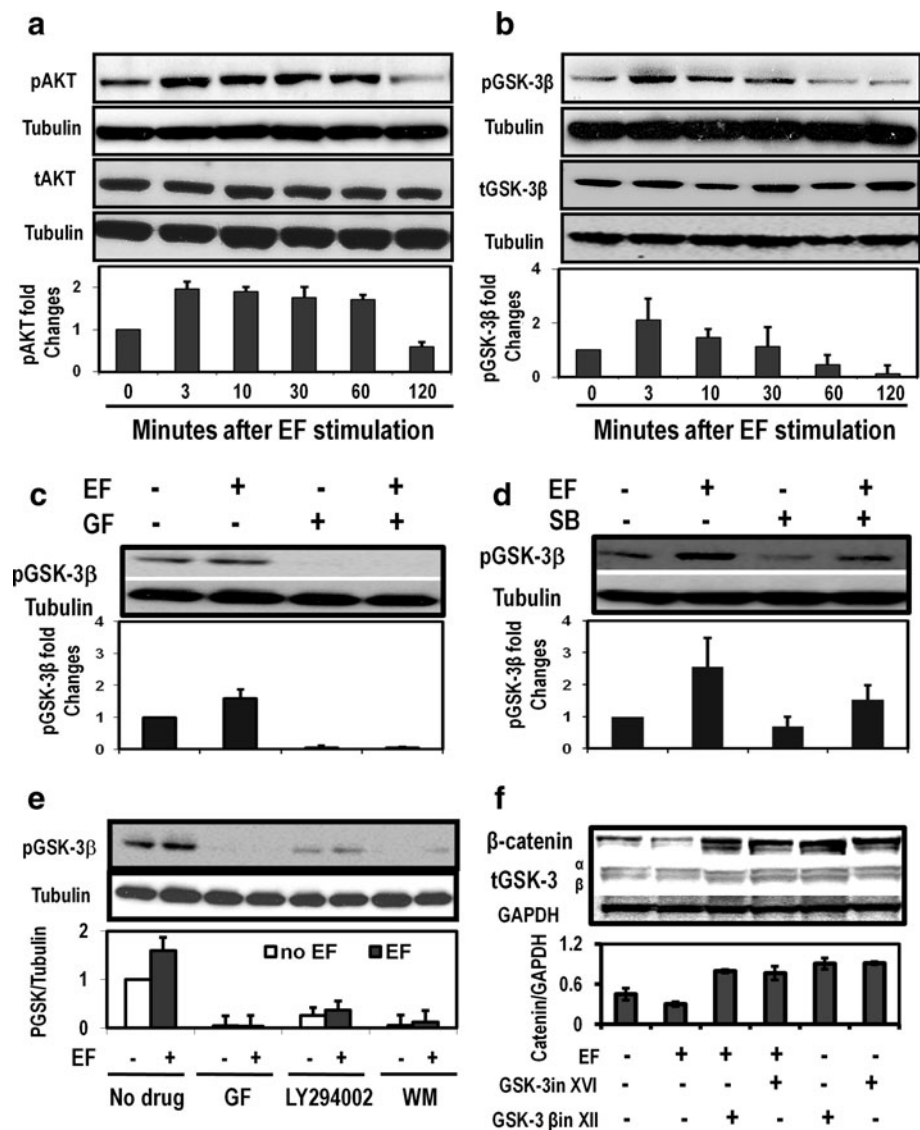 a
pAKT
Tubulin
tAKT
Tubulin
pAKT fold
Changes
2
1
0
0 3 10 30 60 120
Minutes after EF stimulation
b
pGSK-3β
Tubulin
tGSK-3β
Tubulin
pGSK-3β fold
Changes
4
2
0
0 3 10 30 60 120
Minutes after EF stimulation
c
EF - + - +
GF - - + +
pGSK-3β
Tubulin
pGSK-3β fold
Changes
4
3
2
1
0
d
EF - + - +
SB - - + +
pGSK-3β
Tubulin
pGSK-3β fold
Changes
4
3
2
1
0
e
pGSK-3β
Tubulin
PGSK/Tubulin
2
1
0
no EF EF
EF - + - + - + - +
No drug GF LY294002 WM
f
β-catenin
tGSK-3 α
β
GAPDH
Catenin/GAPDH
1.2
0.6
0
EF - + + + - -
GSK-3in XVI - - - + - +
GSK-3 βin XII - - + - + -